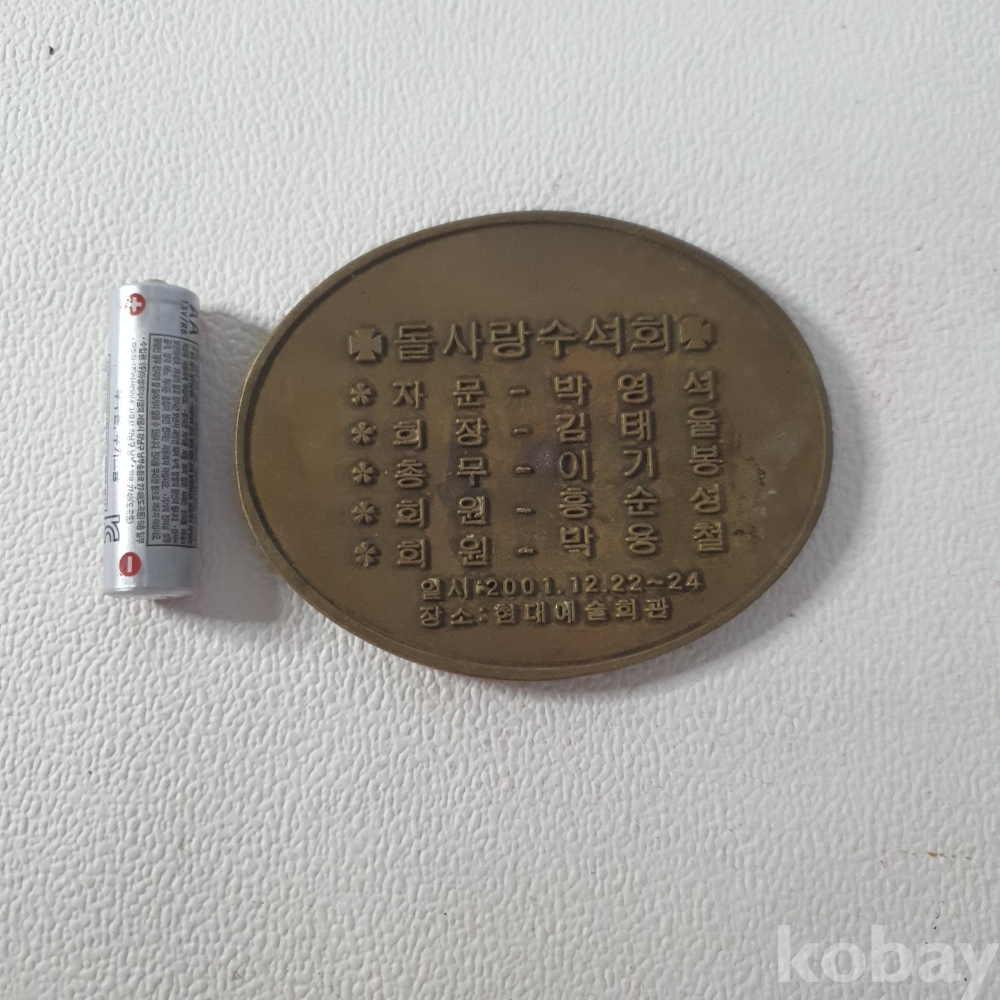 ✠돌사랑수석회✠
* 자 문 - 박 영 석
* 회 장 - 김 태 율
* 총 무 - 이 기 봉
* 회 원 - 홍 순 성
* 회 원 - 박 용 철
일시:2001.12.22~24
장소:현대예술회관
AA
kobay